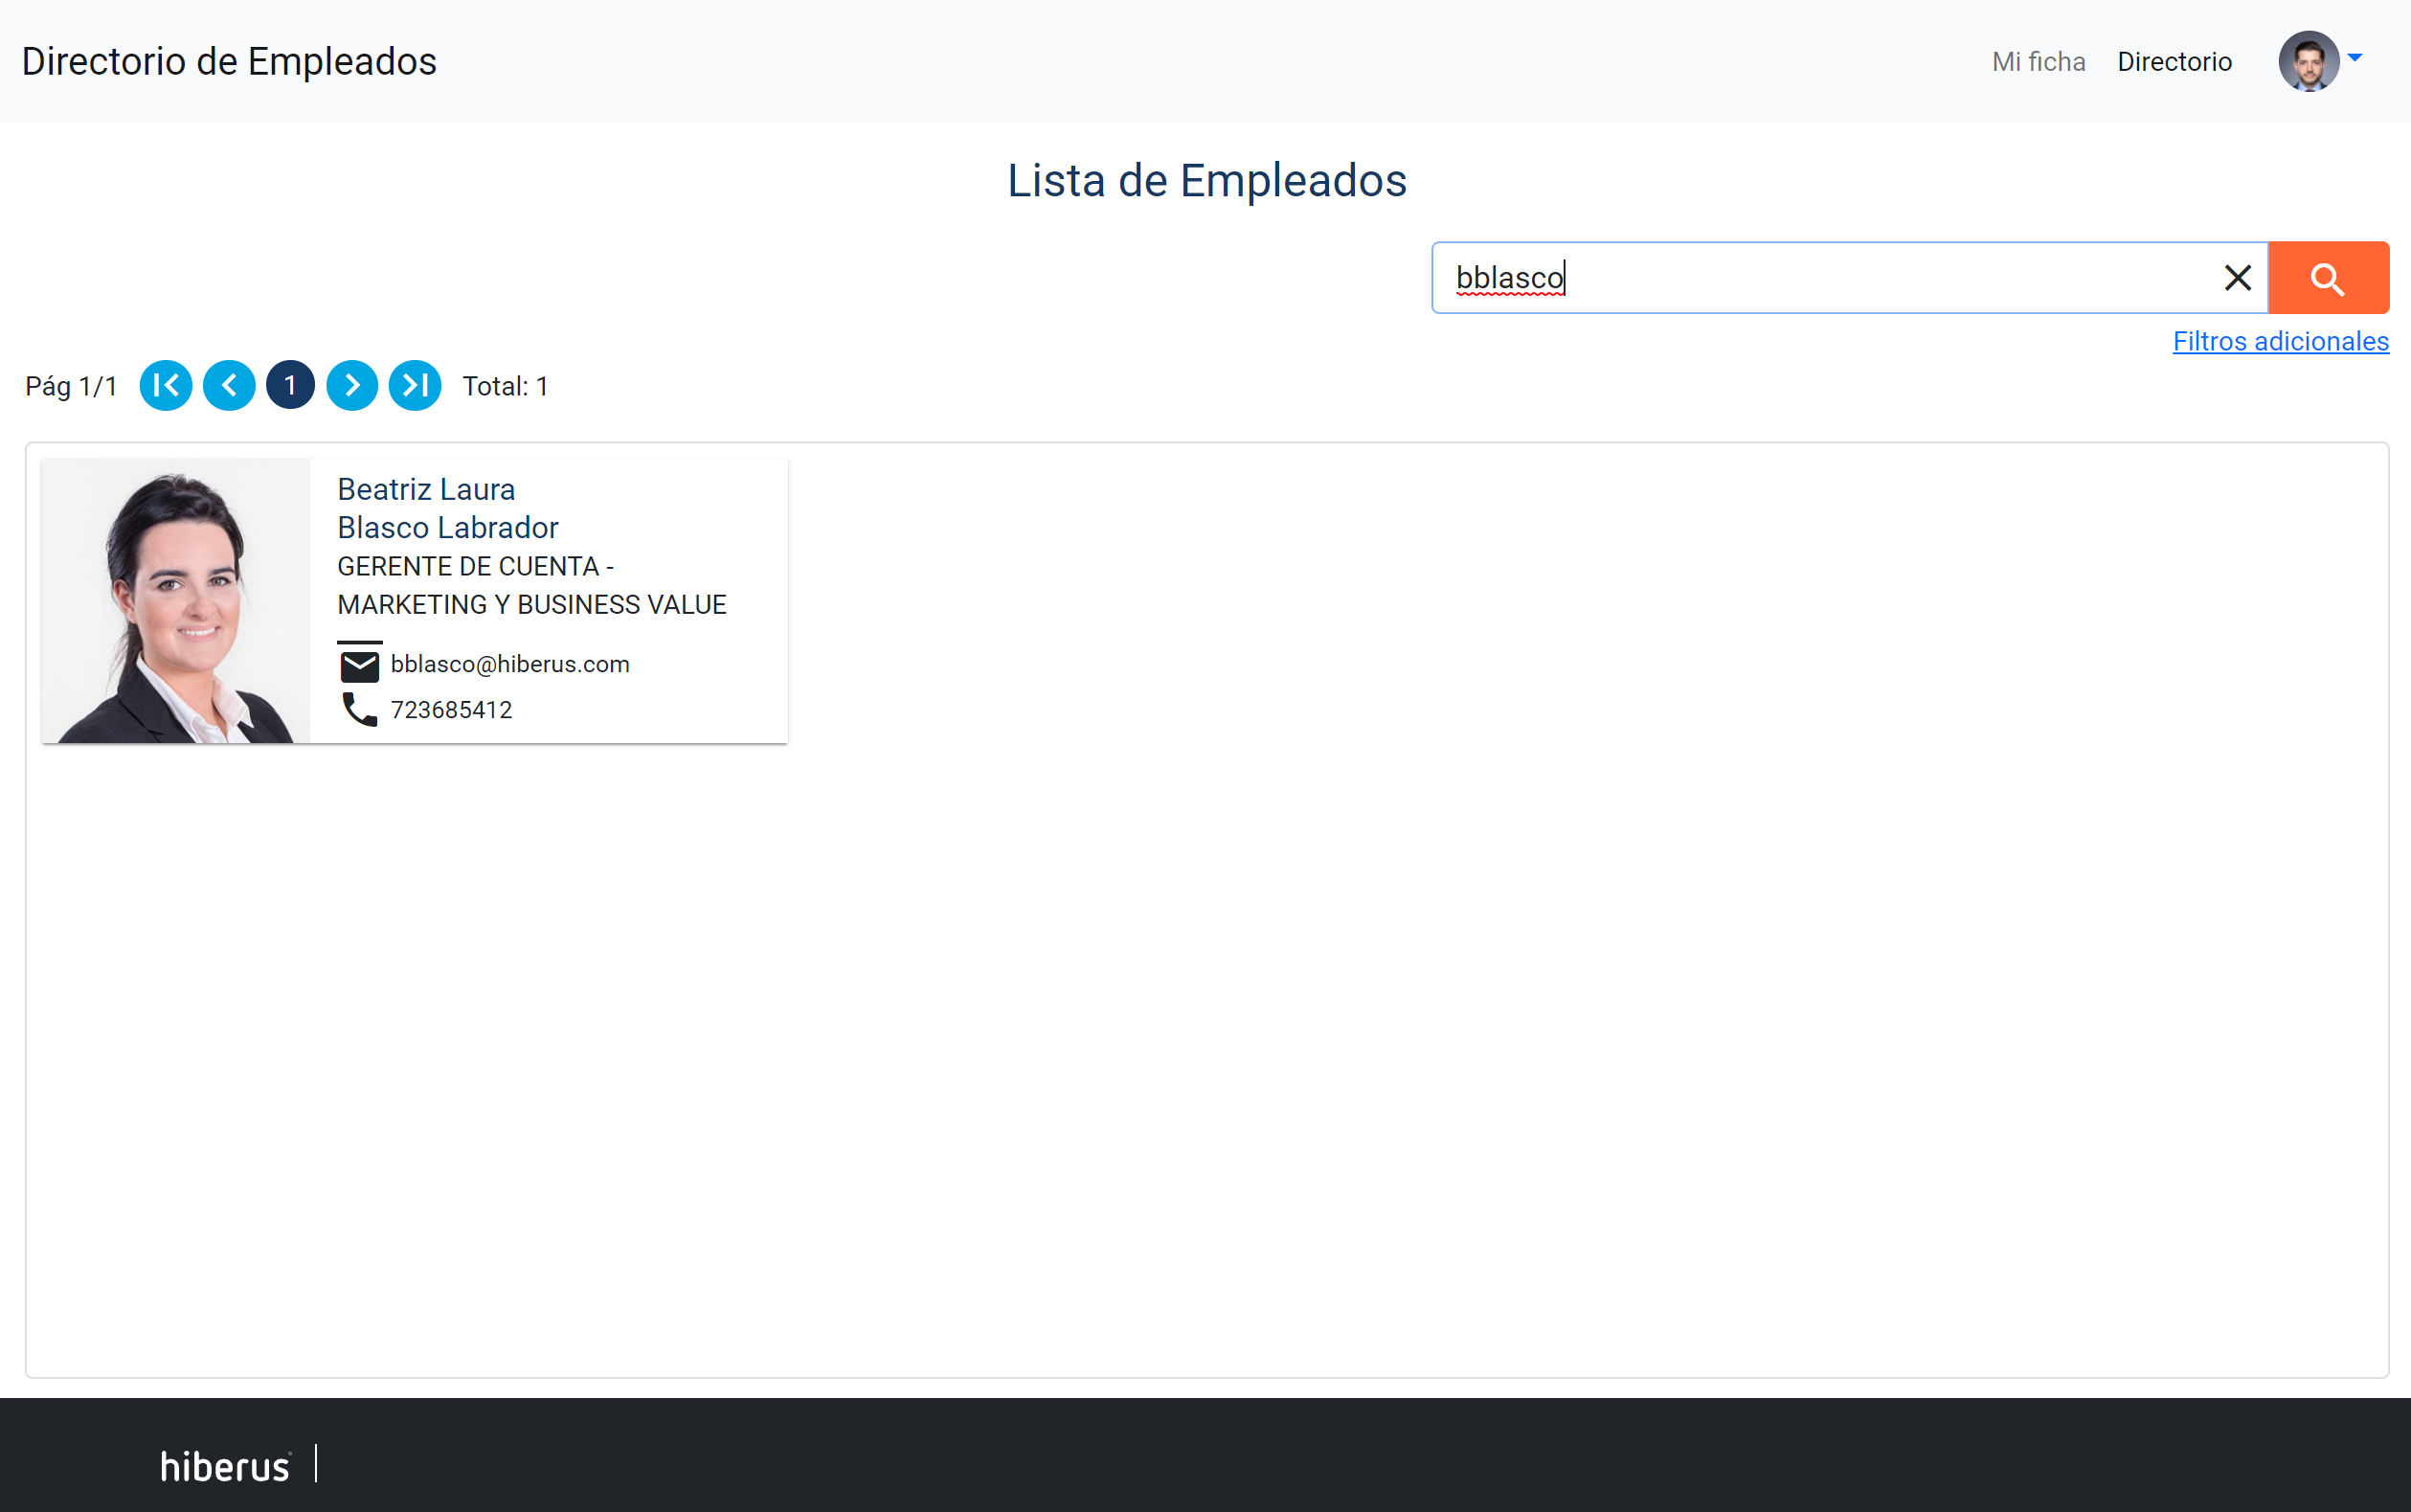 Directorio de Empleados
Mi ficha Directorio
Lista de Empleados
bblasco
Filtros adicionales
Pág 1/1 1 Total: 1
Beatriz Laura
Blasco Labrador
GERENTE DE CUENTA -
MARKETING Y BUSINESS VALUE
bblasco@hiberus.com
723685412
hiberus